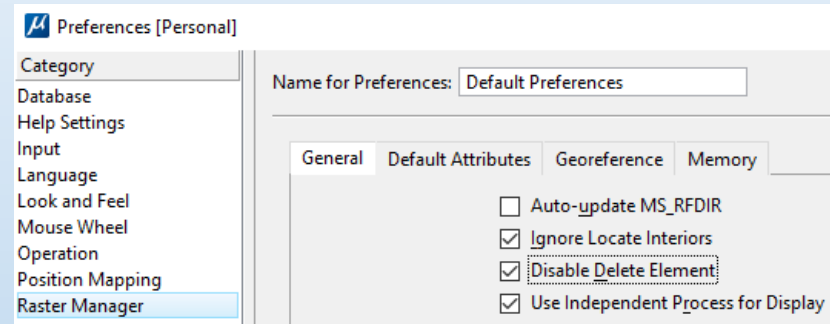 Preferences [Personal]
Category
Database
Help Settings
Input
Language
Look and Feel
Mouse Wheel
Operation
Position Mapping
Raster Manager
Name for Preferences: Default Preferences
General Default Attributes Georeference Memory
Auto-update MS_RFDIR
Ignore Locate Interiors
Disable Delete Element
Use Independent Process for Display